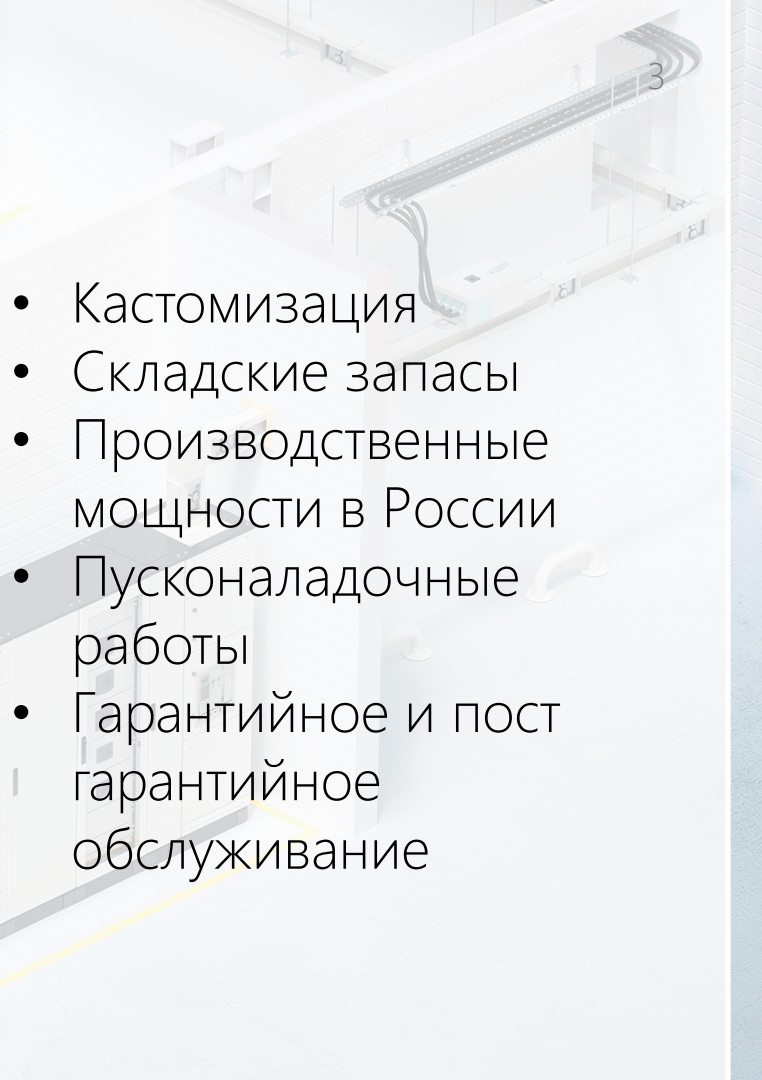 3
• Кастомизация
• Складские запасы
• Производственные
мощности в России
• Пусконаладочные
работы
• Гарантийное и пост
гарантийное
обслуживание